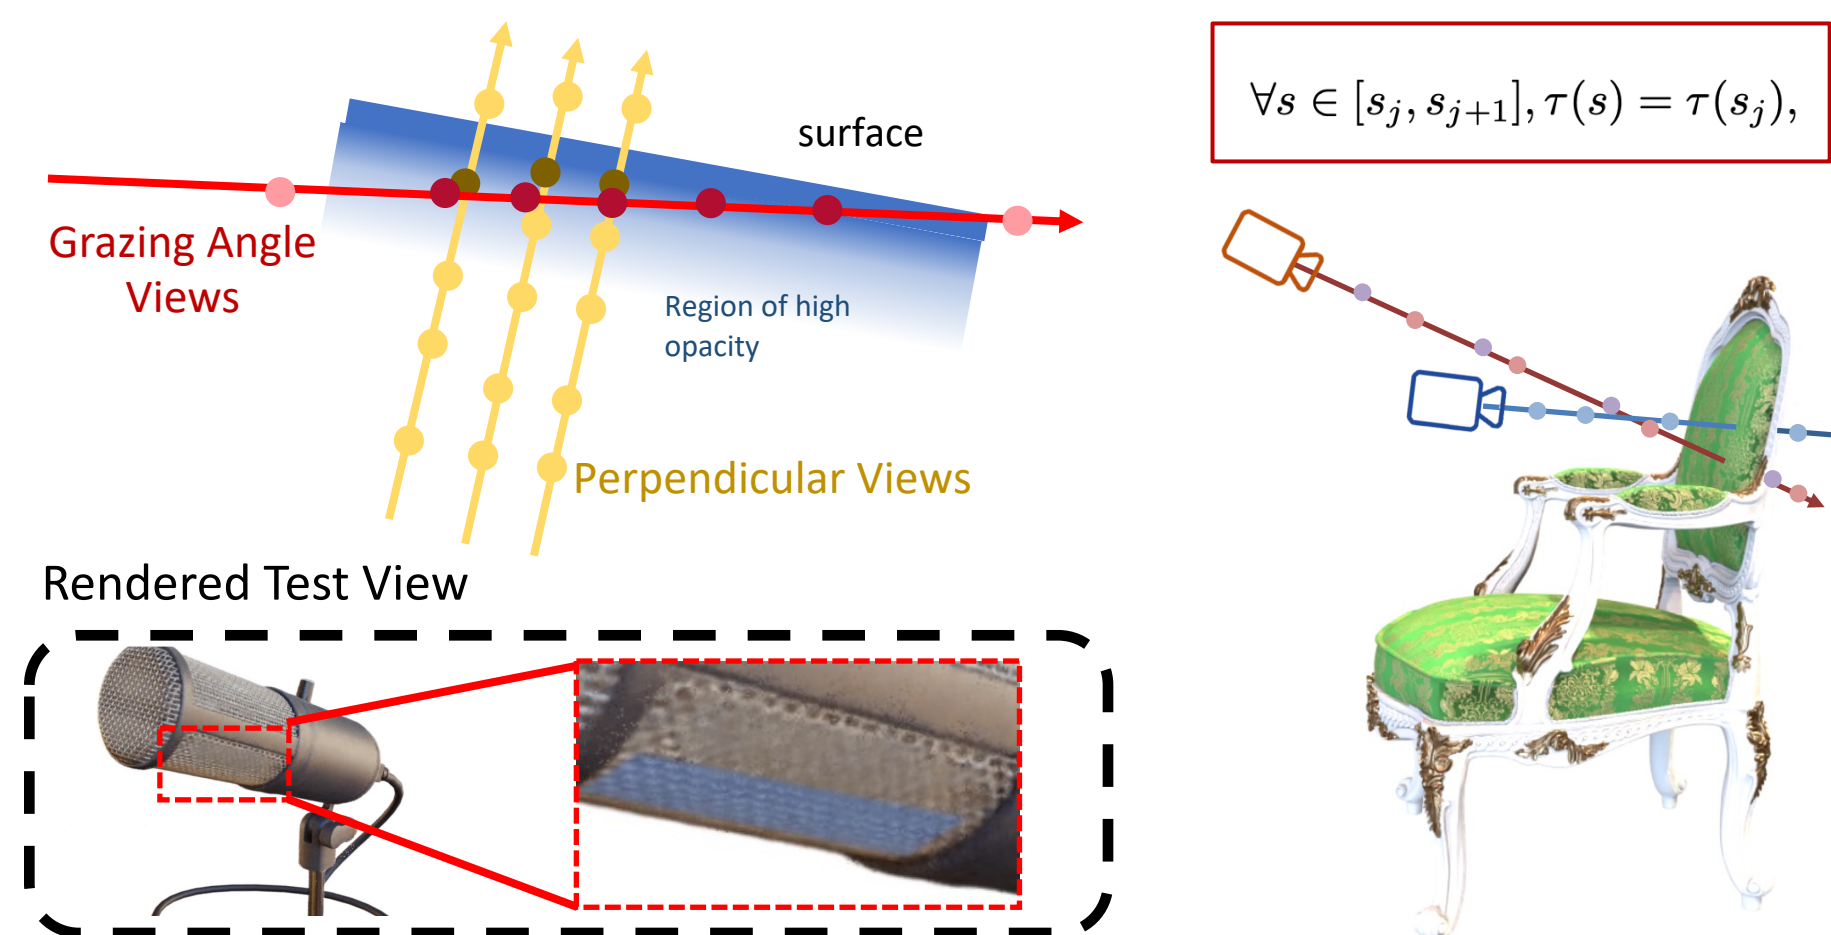 surface
∀s ∈ [s_j, s_{j+1}], τ(s) = τ(s_j),
Grazing Angle
Views
Region of high
opacity
Perpendicular Views
Rendered Test View